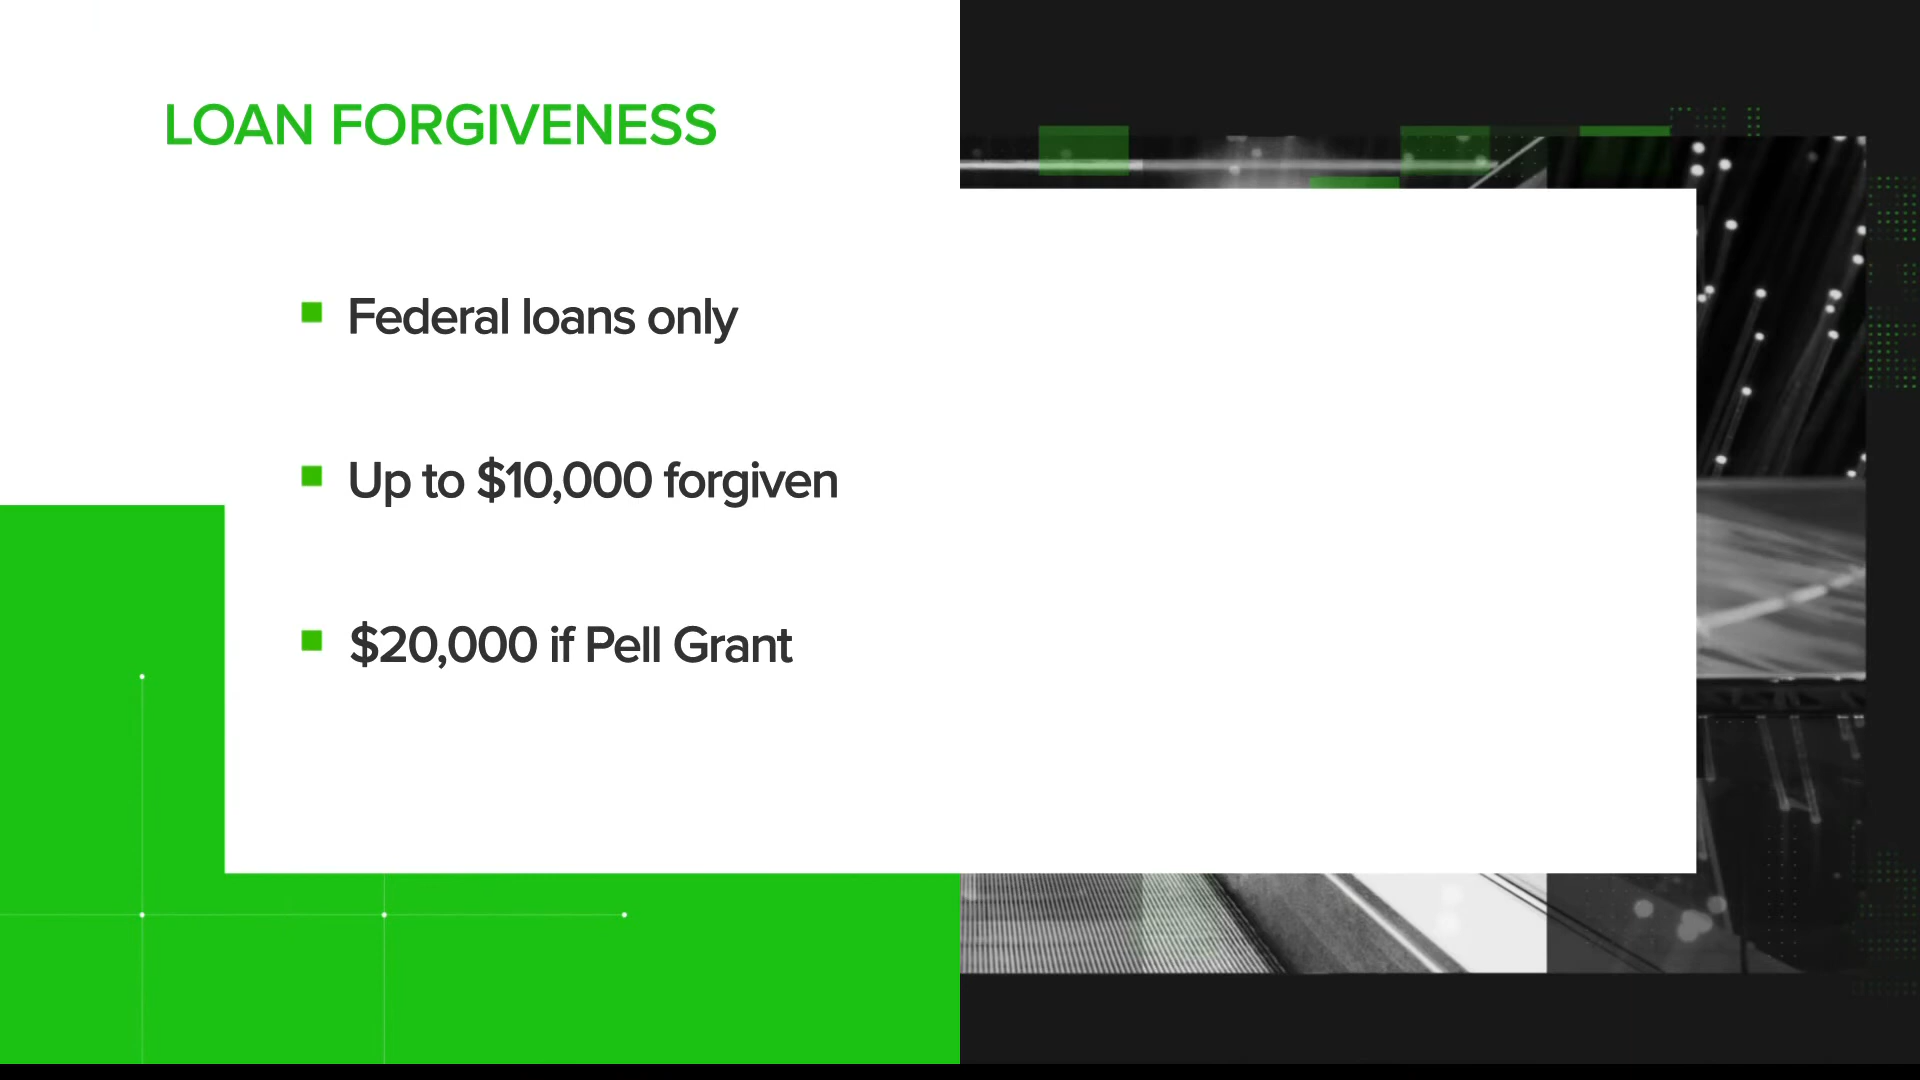 LOAN FORGIVENESS
Federal loans only
Up to $10,000 forgiven
$20,000 if Pell Grant